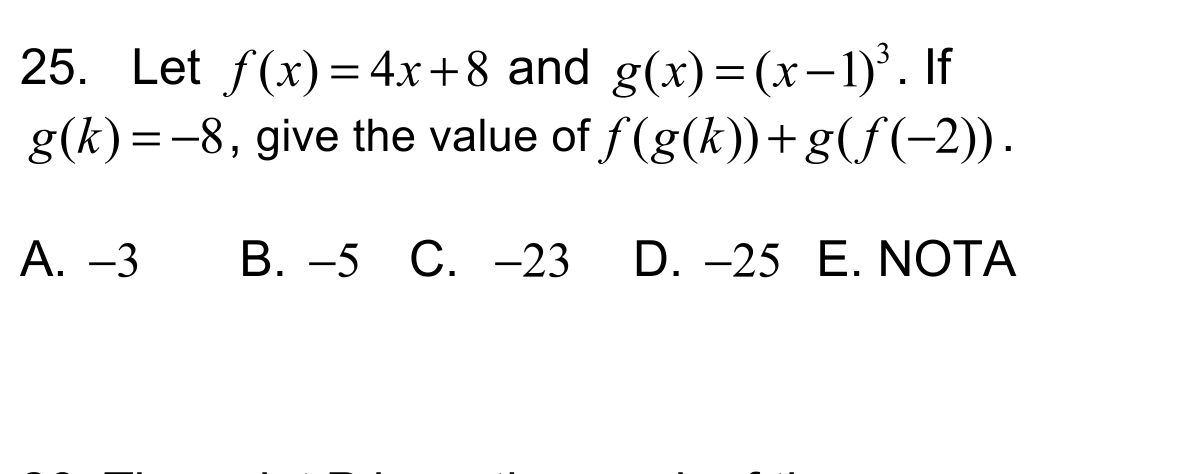 25. Let f(x)=4x+8 and g(x)=(x–1)³. If
g(k)=–8, give the value of f(g(k))+g(f(–2)).
A. –3 B. –5 C. –23 D. –25 E. NOTA